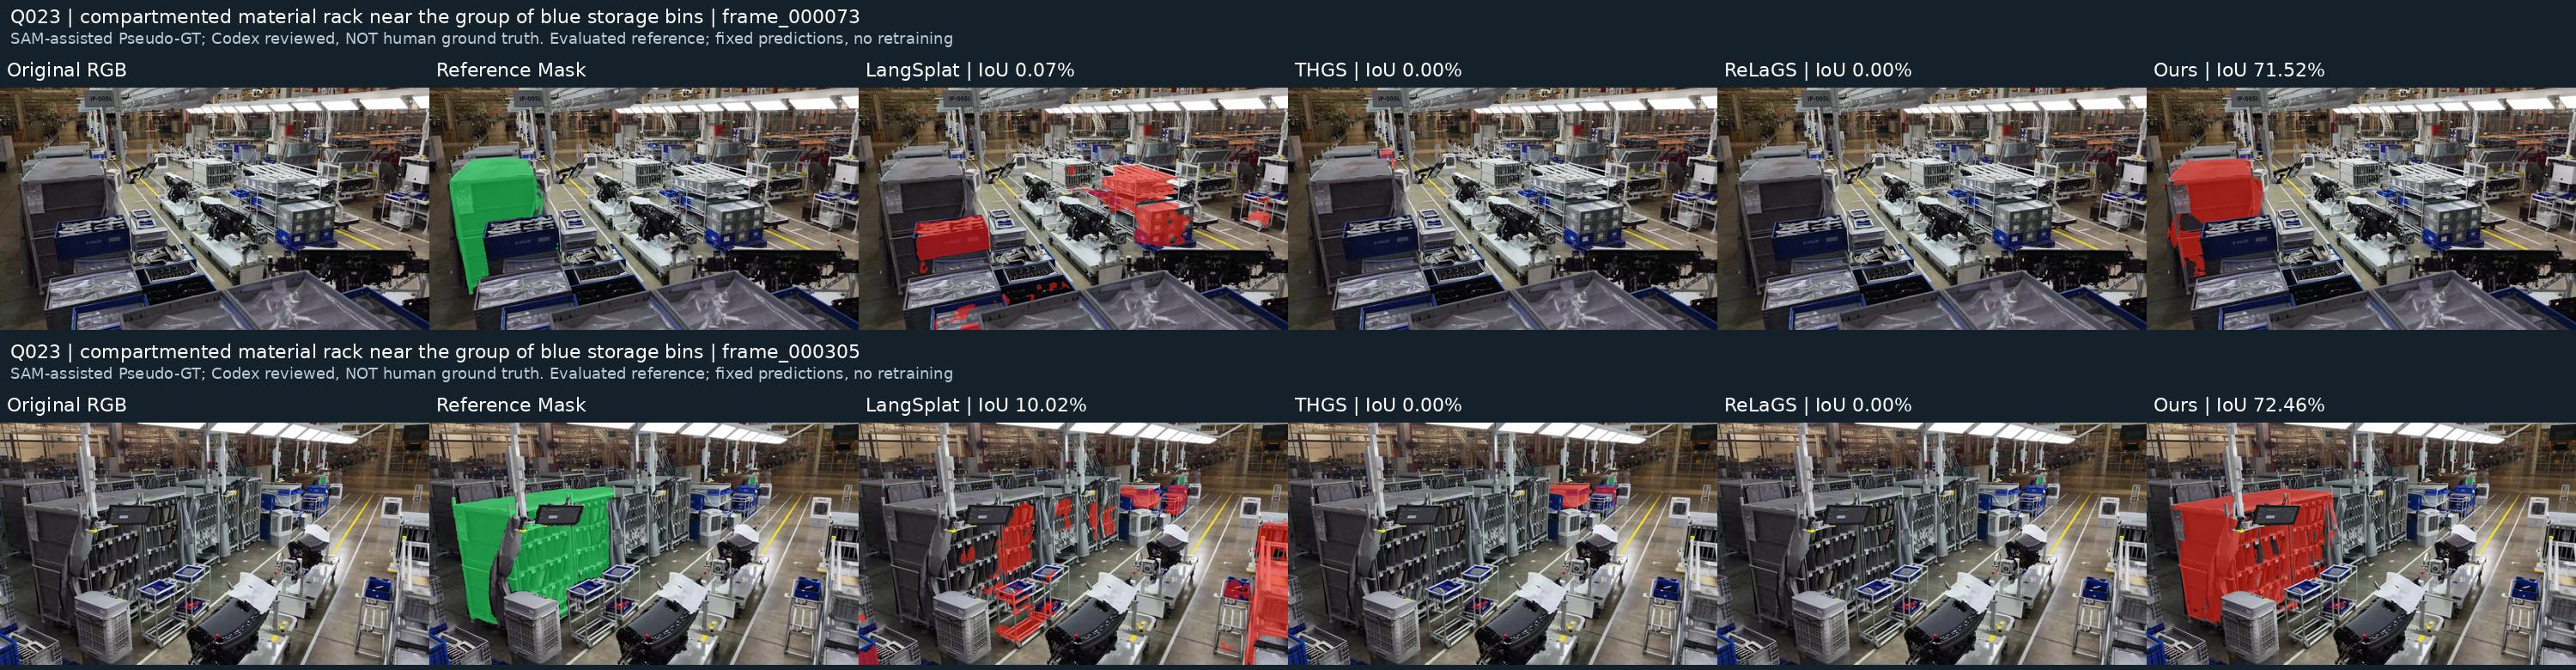 Q023 | compartmented material rack near the group of blue storage bins | frame_000073
SAM-assisted Pseudo-GT; Codex reviewed, NOT human ground truth. Evaluated reference; fixed predictions, no retraining
Original RGB
Reference Mask
LangSplat | IoU 0.07%
THGS | IoU 0.00%
ReLaGS | IoU 0.00%
Ours | IoU 71.52%
Q023 | compartmented material rack near the group of blue storage bins | frame_000305
SAM-assisted Pseudo-GT; Codex reviewed, NOT human ground truth. Evaluated reference; fixed predictions, no retraining
Original RGB
Reference Mask
LangSplat | IoU 10.02%
THGS | IoU 0.00%
ReLaGS | IoU 0.00%
Ours | IoU 72.46%